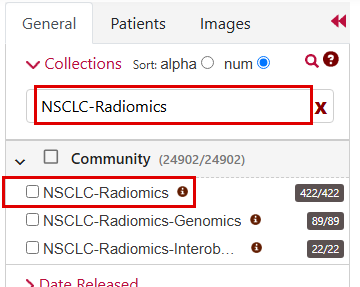 General Patients Images
Collections Sort: alpha num
NSCLC-Radiomics X
Community (24902/24902)
NSCLC-Radiomics 422/422
NSCLC-Radiomics-Genomics 89/89
NSCLC-Radiomics-Interob... 22/22
Date Released